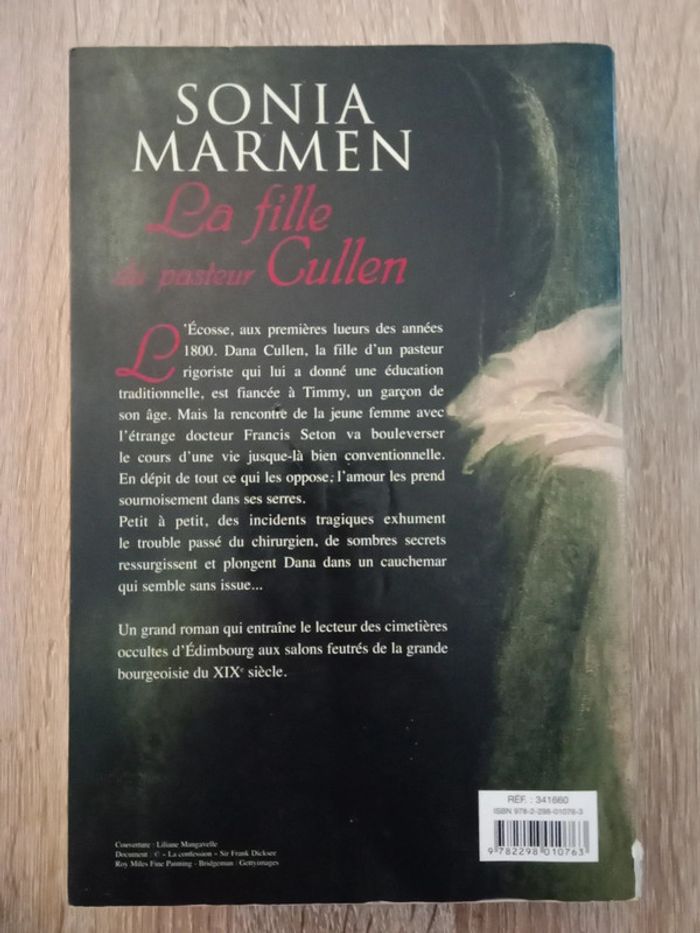 SONIA
MARMEN
La fille
du pasteur Cullen
L'Écosse, aux premières lueurs des années
1800. Dana Cullen, la fille d'un pasteur
rigoriste qui lui a donné une éducation
traditionnelle, est fiancée à Timmy, un garçon de
son âge. Mais la rencontre de la jeune femme avec
l'étrange docteur Francis Seton va bouleverser
le cours d'une vie jusque-là bien conventionnelle.
En dépit de tout ce qui les oppose, l'amour les prend
sournoisement dans ses serres.
Petit à petit, des incidents tragiques exhument
le trouble passé du chirurgien, de sombres secrets
ressurgissent et plongent Dana dans un cauchemar
qui semble sans issue...
Un grand roman qui entraîne le lecteur des cimetières
occultes d'Édimbourg aux salons feutrés de la grande
bourgeoisie du XIXe siècle.
RÉF. : 341660
ISBN 978-2-298-01076-3
9 782298 010763
Couverture : Liliane Mangavelle
Document : © « La confession » Sir Frank Dicksee
Roy Miles Fine Painting - Bridgeman / Gettyimages